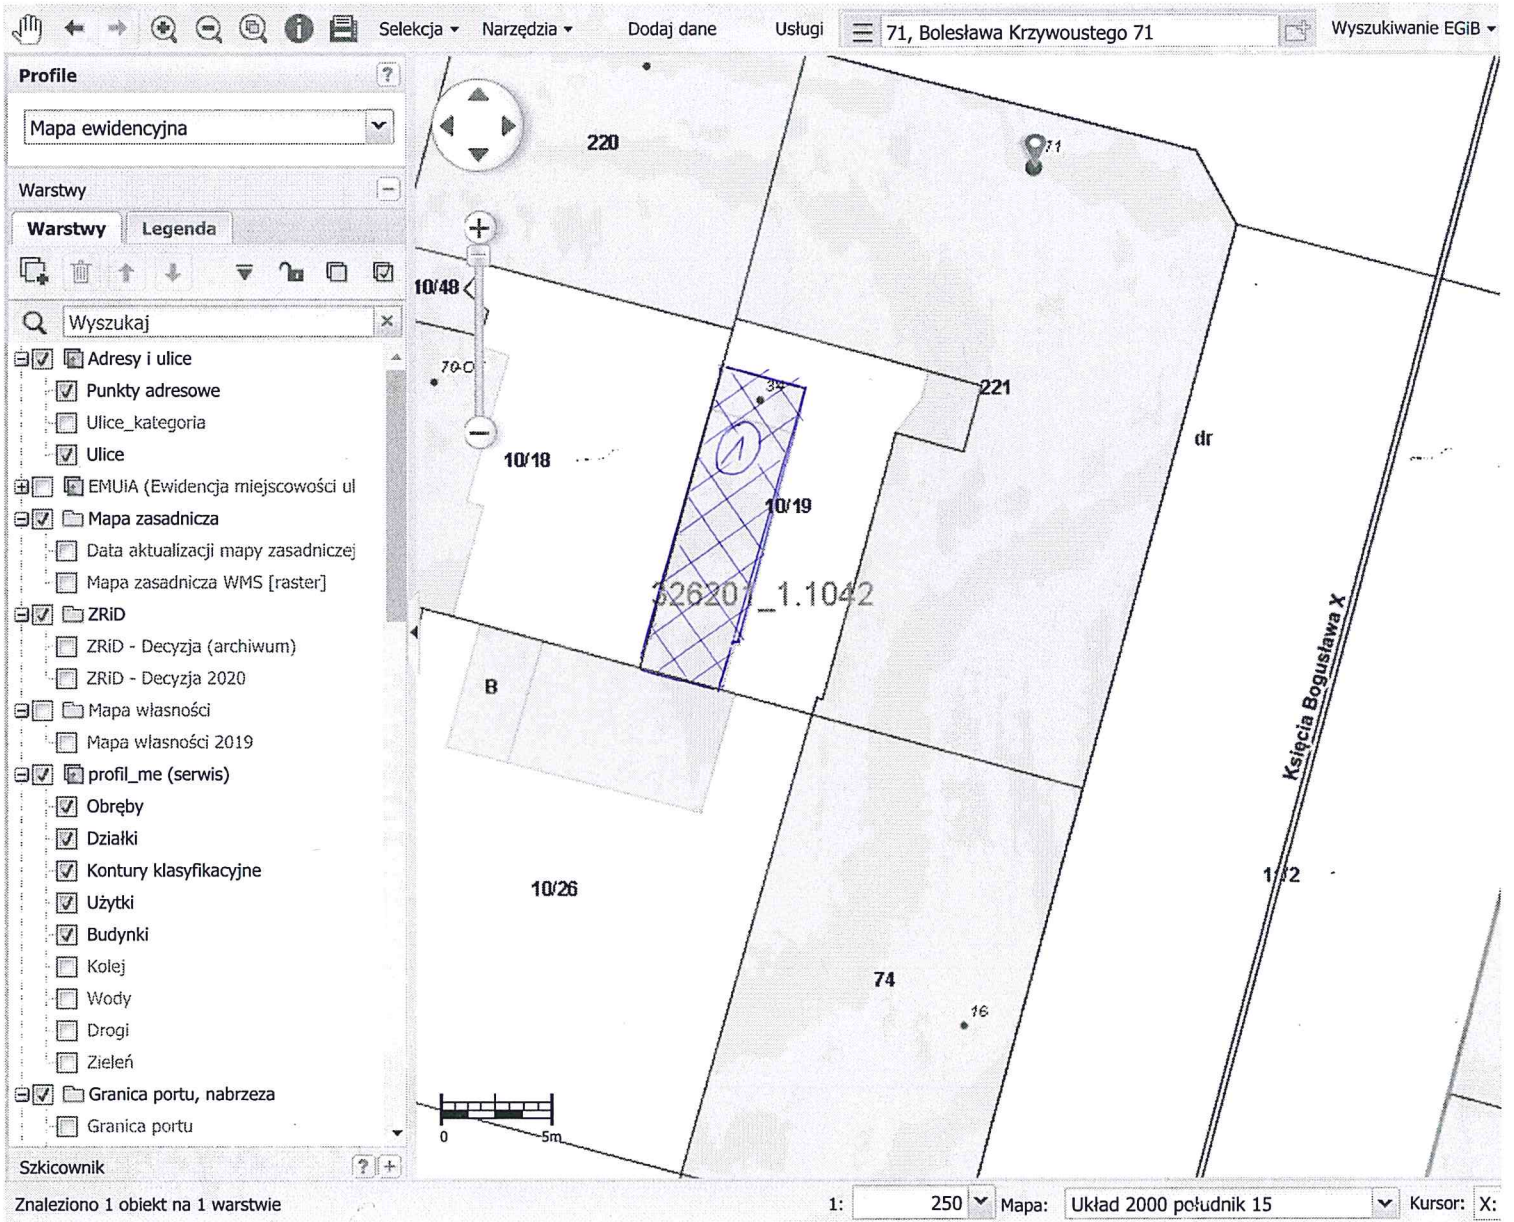 Selekcja Narzędzia Dodaj dane Usługi 71, Bolesława Krzywoustego 71 Wyszukiwanie EGiB
Profile ?
Mapa ewidencyjna
Warstwy
Warstwy Legenda
Wyszukaj
Adresy i ulice
Punkty adresowe
Ulice_kategoria
Ulice
EMUiA (Ewidencja miejscowości ul
Mapa zasadnicza
Data aktualizacji mapy zasadniczej
Mapa zasadnicza WMS [raster]
ZRiD
ZRiD - Decyzja (archiwum)
ZRiD - Decyzja 2020
Mapa własności
Mapa własności 2019
profil_me (serwis)
Obręby
Działki
Kontury klasyfikacyjne
Użytki
Budynki
Kolej
Wody
Drogi
Zieleń
Granica portu, nabrzeza
Granica portu
Szkicownik ? +
220
71
10/48
34
221
dr
10/18
1
10/19
326201_1.1042
B
Księcia Bogusława X
10/26
11/2
74
16
0 5m
Znaleziono 1 obiekt na 1 warstwie 1: 250 Mapa: Układ 2000 południk 15 Kursor: X: